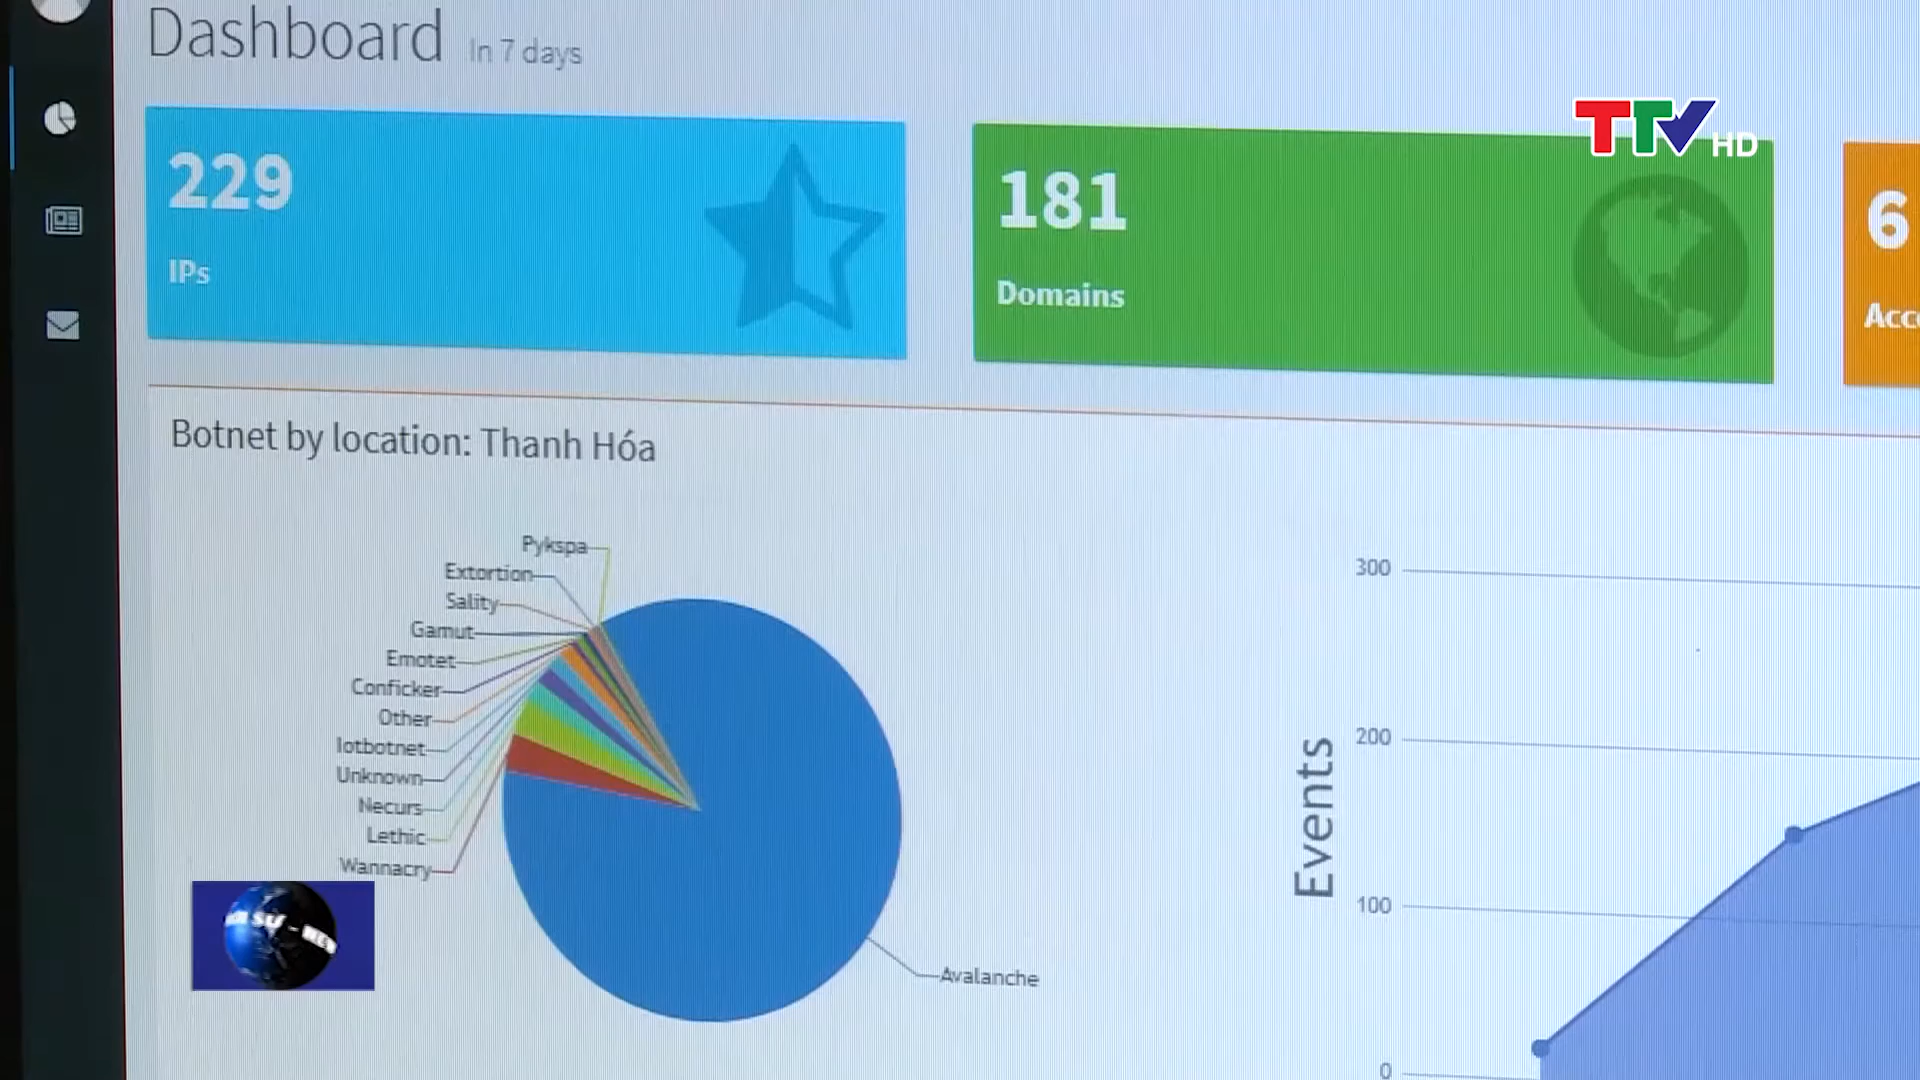 Dashboard In 7 days
TTV HD
229
IPs
181
Domains
6
Botnet by location: Thanh Hóa
Pykspa
Extortion
Sality
Gamut
Emotet
Conficker
Other
Iotbotnet
Unknown
Necurs
Lethic
Wannacry
Avalanche
300
200
100
0
Events